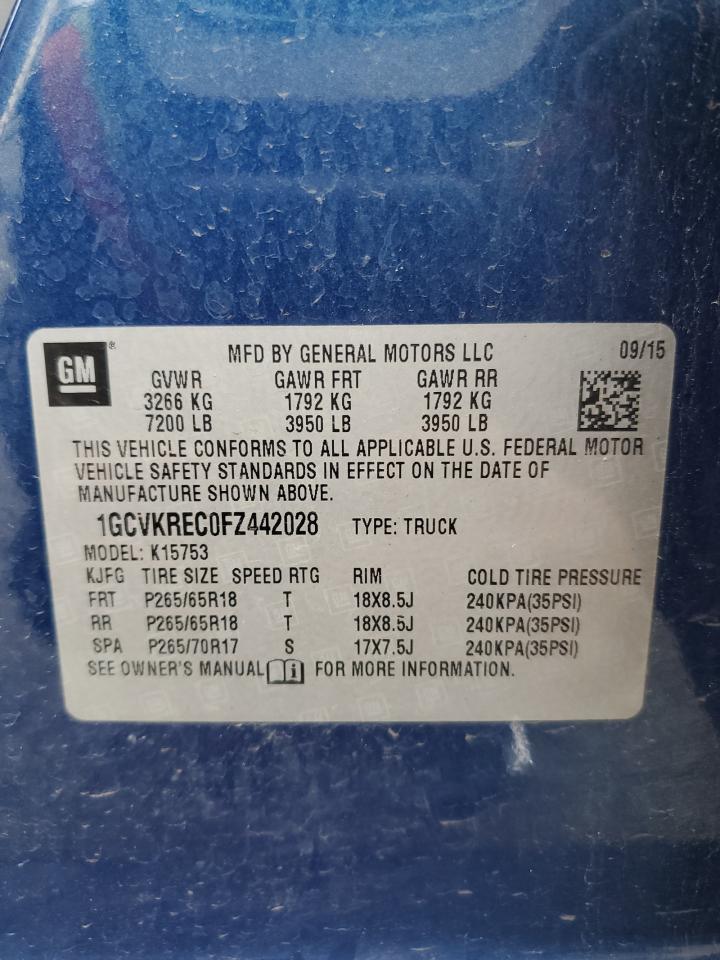 GM ®
MFD BY GENERAL MOTORS LLC 09/15
GVWR GAWR FRT GAWR RR
3266 KG 1792 KG 1792 KG
7200 LB 3950 LB 3950 LB
THIS VEHICLE CONFORMS TO ALL APPLICABLE U.S. FEDERAL MOTOR
VEHICLE SAFETY STANDARDS IN EFFECT ON THE DATE OF
MANUFACTURE SHOWN ABOVE.
1GCVKREC0FZ442028 TYPE: TRUCK
MODEL: K15753
KJFG TIRE SIZE SPEED RTG RIM COLD TIRE PRESSURE
FRT P265/65R18 T 18X8.5J 240KPA(35PSI)
RR P265/65R18 T 18X8.5J 240KPA(35PSI)
SPA P265/70R17 S 17X7.5J 240KPA(35PSI)
SEE OWNER'S MANUAL i FOR MORE INFORMATION.